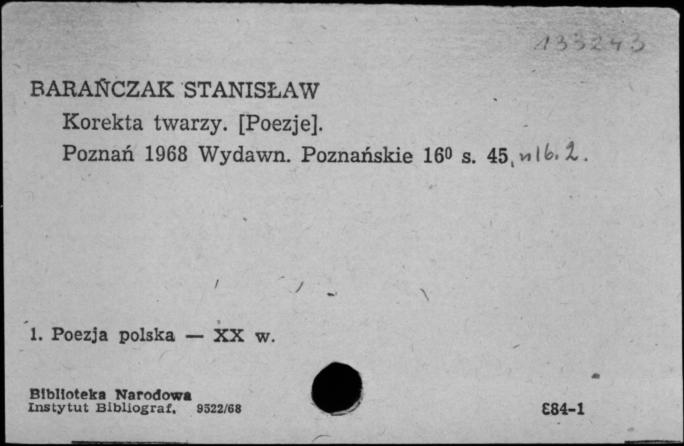 133243
BARAŃCZAK STANISŁAW
Korekta twarzy. [Poezje].
Poznań 1968 Wydawn. Poznańskie 16⁰ s. 45, nlb. 2.
1. Poezja polska — XX w.
Biblioteka Narodowa
Instytut Bibliograf. 9522/68
884-1